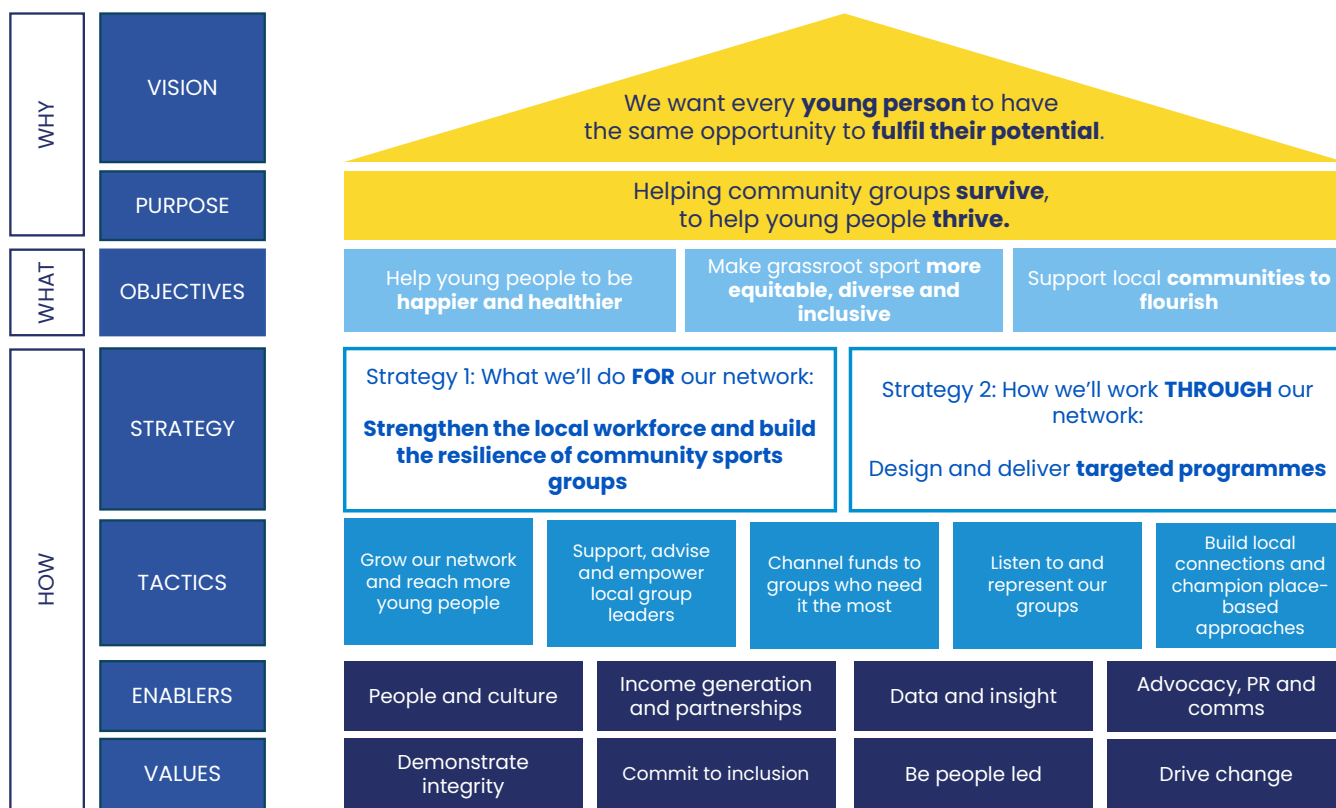 WHY
VISION
We want every young person to have
the same opportunity to fulfil their potential.
PURPOSE
Helping community groups survive,
to help young people thrive.
WHAT
OBJECTIVES
Help young people to be
happier and healthier
Make grassroot sport more
equitable, diverse and
inclusive
Support local communities to
flourish
HOW
STRATEGY
Strategy 1: What we’ll do FOR our network:
Strengthen the local workforce and build
the resilience of community sports
groups
Strategy 2: How we’ll work THROUGH our
network:
Design and deliver targeted programmes
TACTICS
Grow our network
and reach more
young people
Support, advise
and empower
local group
leaders
Channel funds to
groups who need
it the most
Listen to and
represent our
groups
Build local
connections and
champion place-
based
approaches
ENABLERS
People and culture
Income generation
and partnerships
Data and insight
Advocacy, PR and
comms
VALUES
Demonstrate
integrity
Commit to inclusion
Be people led
Drive change